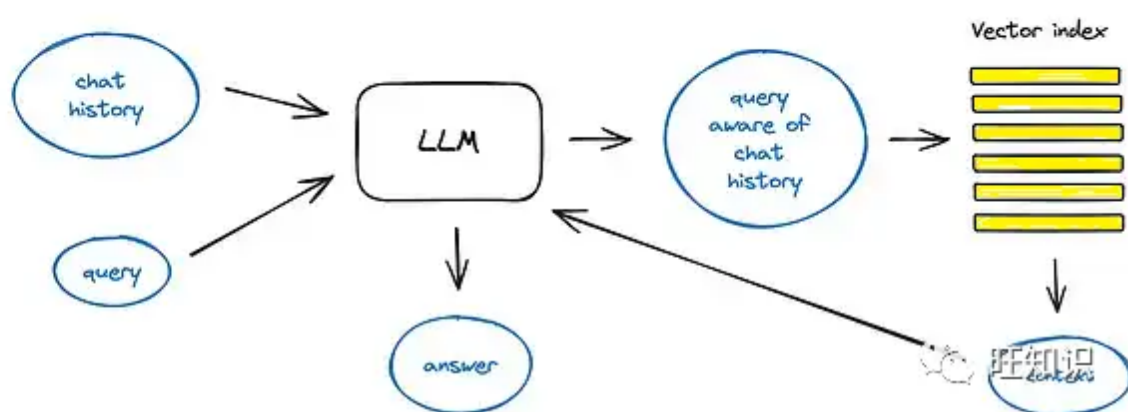 Vector index
chat
history
LLM
query
aware of
chat
history
query
answer
旺知识